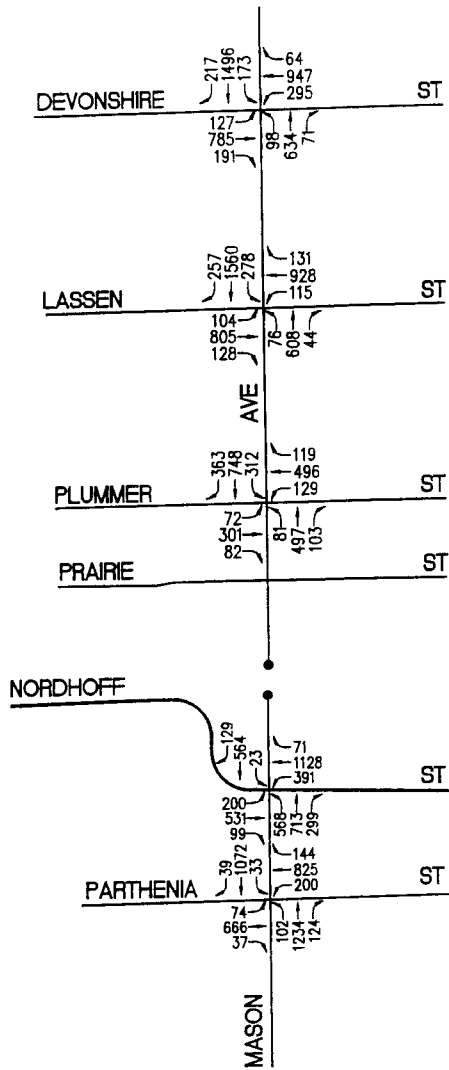 217 1496 173
64
947
295
DEVONSHIRE ST
127
785
191
98 634 71
257 1560 278
131
928
115
LASSEN ST
104
805
128
76 608 44
AVE
363 748 312
119
496
129
PLUMMER ST
72
301
82
81 497 103
PRAIRIE ST
NORDHOFF
129 564 23
71
1128
391
ST
200
531
99
568 713 299
39 1072 33
144
825
200
PARTHENIA ST
74
666
37
102 1234 124
MASON